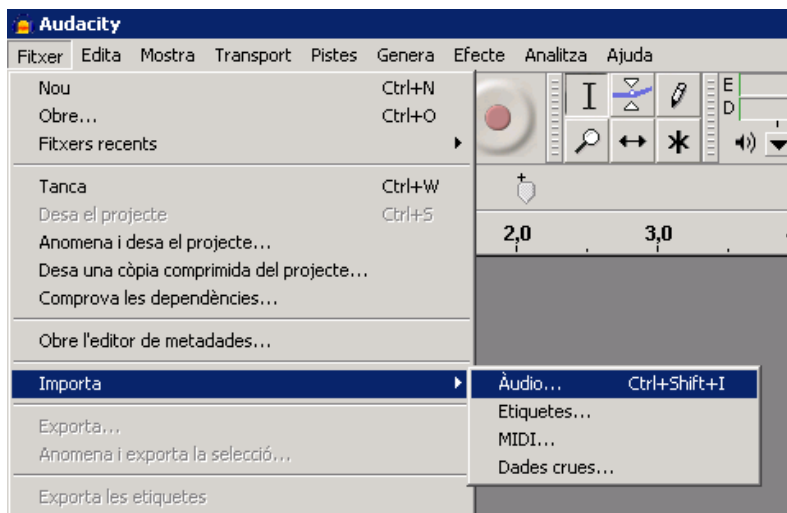 Audacity
Fitxer Edita Mostra Transport Pistes Genera Efecte Analitza Ajuda
Nou Ctrl+N
Obre... Ctrl+O
Fitxers recents
Tanca Ctrl+W
Desa el projecte Ctrl+S
Anomena i desa el projecte...
Desa una còpia comprimida del projecte...
Comprova les dependències...
Obre l'editor de metadades...
Importa
Exporta...
Anomena i exporta la selecció...
Exporta les etiquetes
Àudio... Ctrl+Shift+I
Etiquetes...
MIDI...
Dades crues...
E
D
2,0 3,0